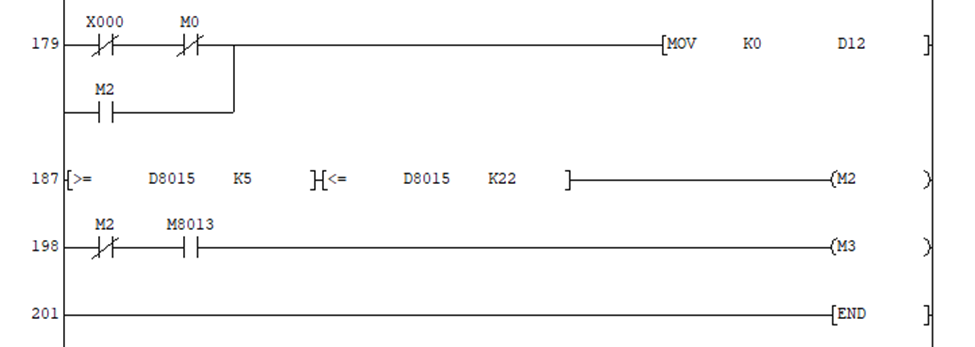 X000 M0
179 [MOV K0 D12 ]
M2
187 [>= D8015 K5 ] [<= D8015 K22 ] (M2 )
M2 M8013
198 (M3 )
201 [END ]